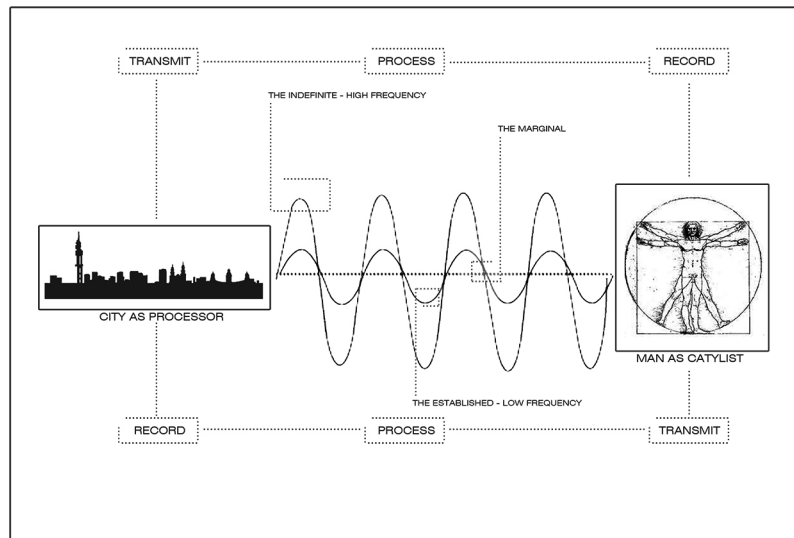 TRANSMIT
PROCESS
RECORD
THE INDEFINITE - HIGH FREQUENCY
THE MARGINAL
CITY AS PROCESSOR
MAN AS CATYLIST
THE ESTABLISHED - LOW FREQUENCY
RECORD
PROCESS
TRANSMIT